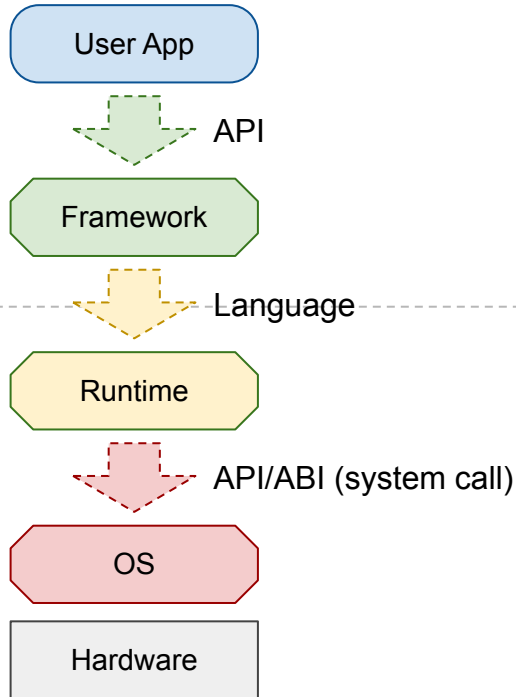 User App
API
Framework
Language
Runtime
API/ABI (system call)
OS
Hardware